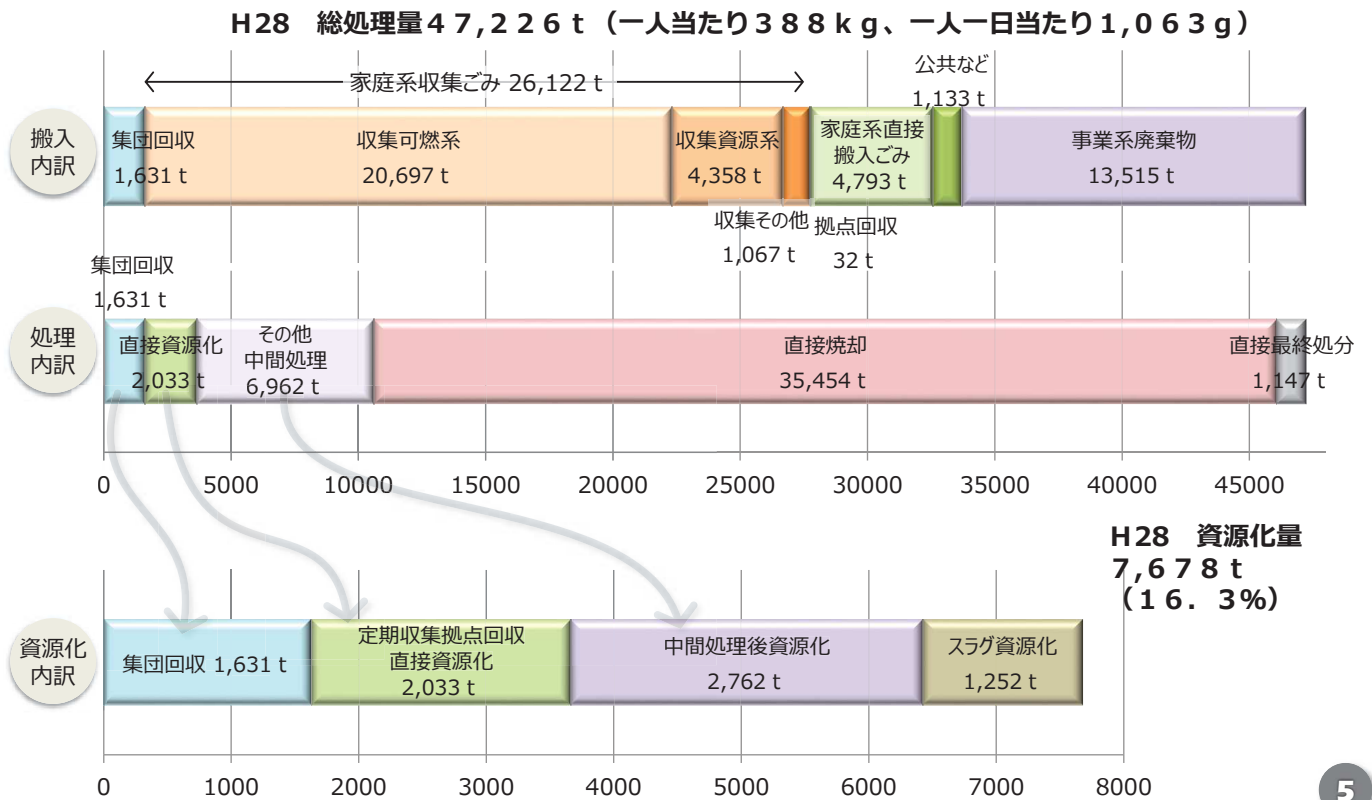 H28　総処理量４７,２２６ｔ（一人当たり３８８ｋｇ、一人一日当たり１,０６３ｇ）
公共など
1,133 t
家庭系収集ごみ 26,122 t
搬入
内訳
集団回収
1,631 t
収集可燃系
20,697 t
収集資源系
4,358 t
家庭系直接
搬入ごみ
4,793 t
事業系廃棄物
13,515 t
収集その他
1,067 t
拠点回収
32 t
集団回収
1,631 t
処理
内訳
直接資源化
2,033 t
その他
中間処理
6,962 t
直接焼却
35,454 t
直接最終処分
1,147 t
0 5000 10000 15000 20000 25000 30000 35000 40000 45000
H28　資源化量
７,６７８ｔ
（１６．３%）
資源化
内訳
集団回収 1,631 t
定期収集拠点回収
直接資源化
2,033 t
中間処理後資源化
2,762 t
スラグ資源化
1,252 t
0 1000 2000 3000 4000 5000 6000 7000 8000
5